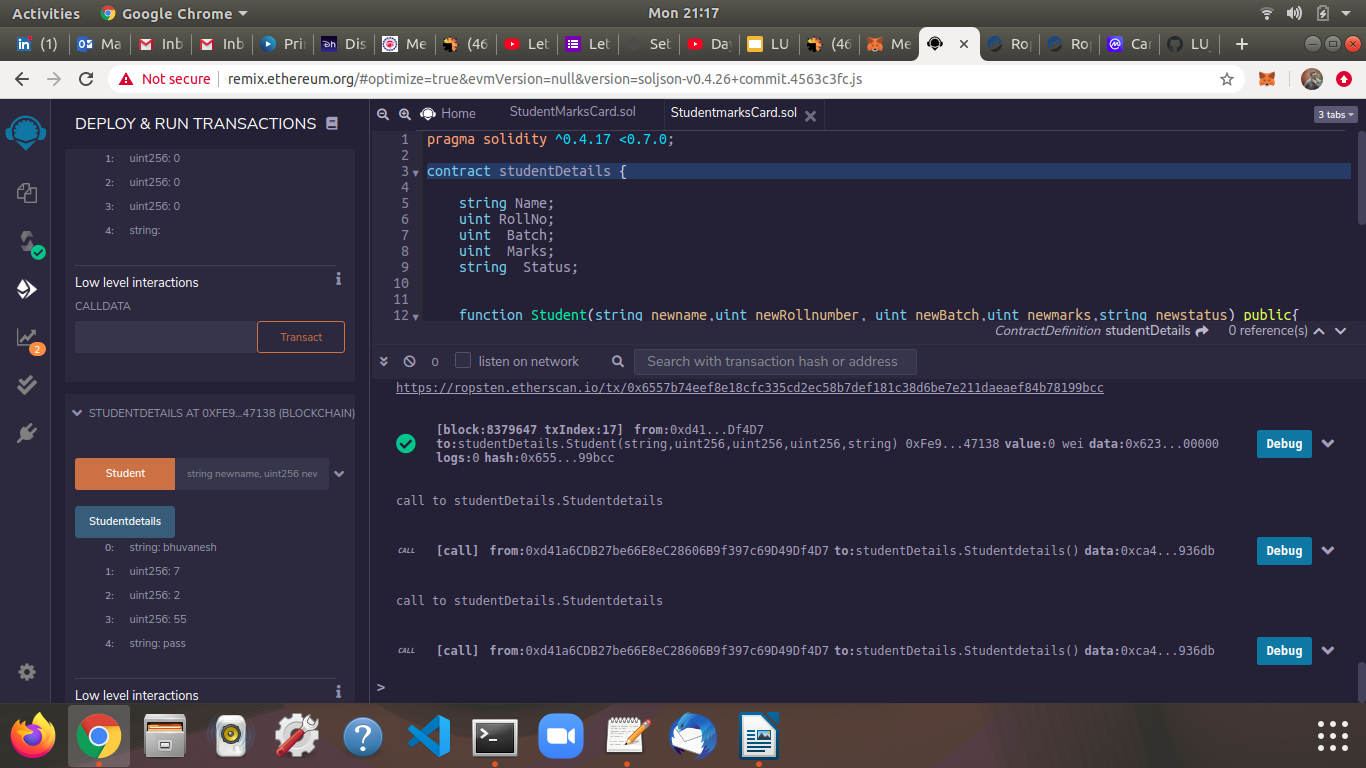 Activities
Google Chrome
Mon 21:17
(1)
Ma
Inb
Inb
Prin
Dis
Me
(46
Let
Let
Set
Day
LU
(46
Me
Rop
Rop
Car
LU_
Not secure
remix.ethereum.org/#optimize=true&evmVersion=null&version=soljson-v0.4.26+commit.4563c3fc.js
DEPLOY & RUN TRANSACTIONS
1: uint256: 0
2: uint256: 0
3: uint256: 0
4: string:
Low level interactions
CALLDATA
Transact
2
STUDENTDETAILS AT 0XFE9...47138 (BLOCKCHAIN)
Student
string newname, uint256 nev
Studentdetails
0: string: bhuvanesh
1: uint256: 7
2: uint256: 2
3: uint256: 55
4: string: pass
Low level interactions
Home
StudentMarksCard.sol
StudentmarksCard.sol
3 tabs
1 pragma solidity ^0.4.17 <0.7.0;
2
3 contract studentDetails {
4
5 string Name;
6 uint RollNo;
7 uint Batch;
8 uint Marks;
9 string Status;
10
11
12 function Student(string newname,uint newRollnumber, uint newBatch,uint newmarks,string newstatus) public{
ContractDefinition studentDetails
0 reference(s)
0
listen on network
Search with transaction hash or address
https://ropsten.etherscan.io/tx/0x6557b74eef8e18cfc335cd2ec58b7def181c38d6be7e211daeaef84b78199bcc
[block:8379647 txIndex:17] from:0xd41...Df4D7
to:studentDetails.Student(string,uint256,uint256,uint256,string) 0xFe9...47138 value:0 wei data:0x623...00000
logs:0 hash:0x655...99bcc
Debug
call to studentDetails.Studentdetails
CALL
[call] from:0xd41a6CDB27be66E8eC28606B9f397c69D49Df4D7 to:studentDetails.Studentdetails() data:0xca4...936db
Debug
call to studentDetails.Studentdetails
CALL
[call] from:0xd41a6CDB27be66E8eC28606B9f397c69D49Df4D7 to:studentDetails.Studentdetails() data:0xca4...936db
Debug
>